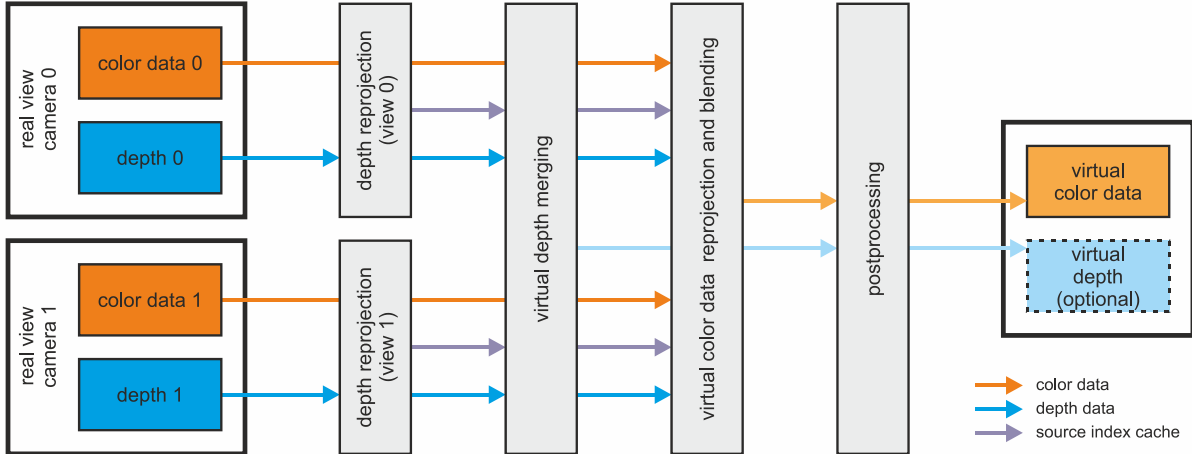 real view
camera 0
color data 0
depth 0
real view
camera 1
color data 1
depth 1
depth reprojection
(view 0)
depth reprojection
(view 1)
virtual depth merging
virtual color data reprojection and blending
postprocessing
virtual
color data
virtual
depth
(optional)
color data
depth data
source index cache